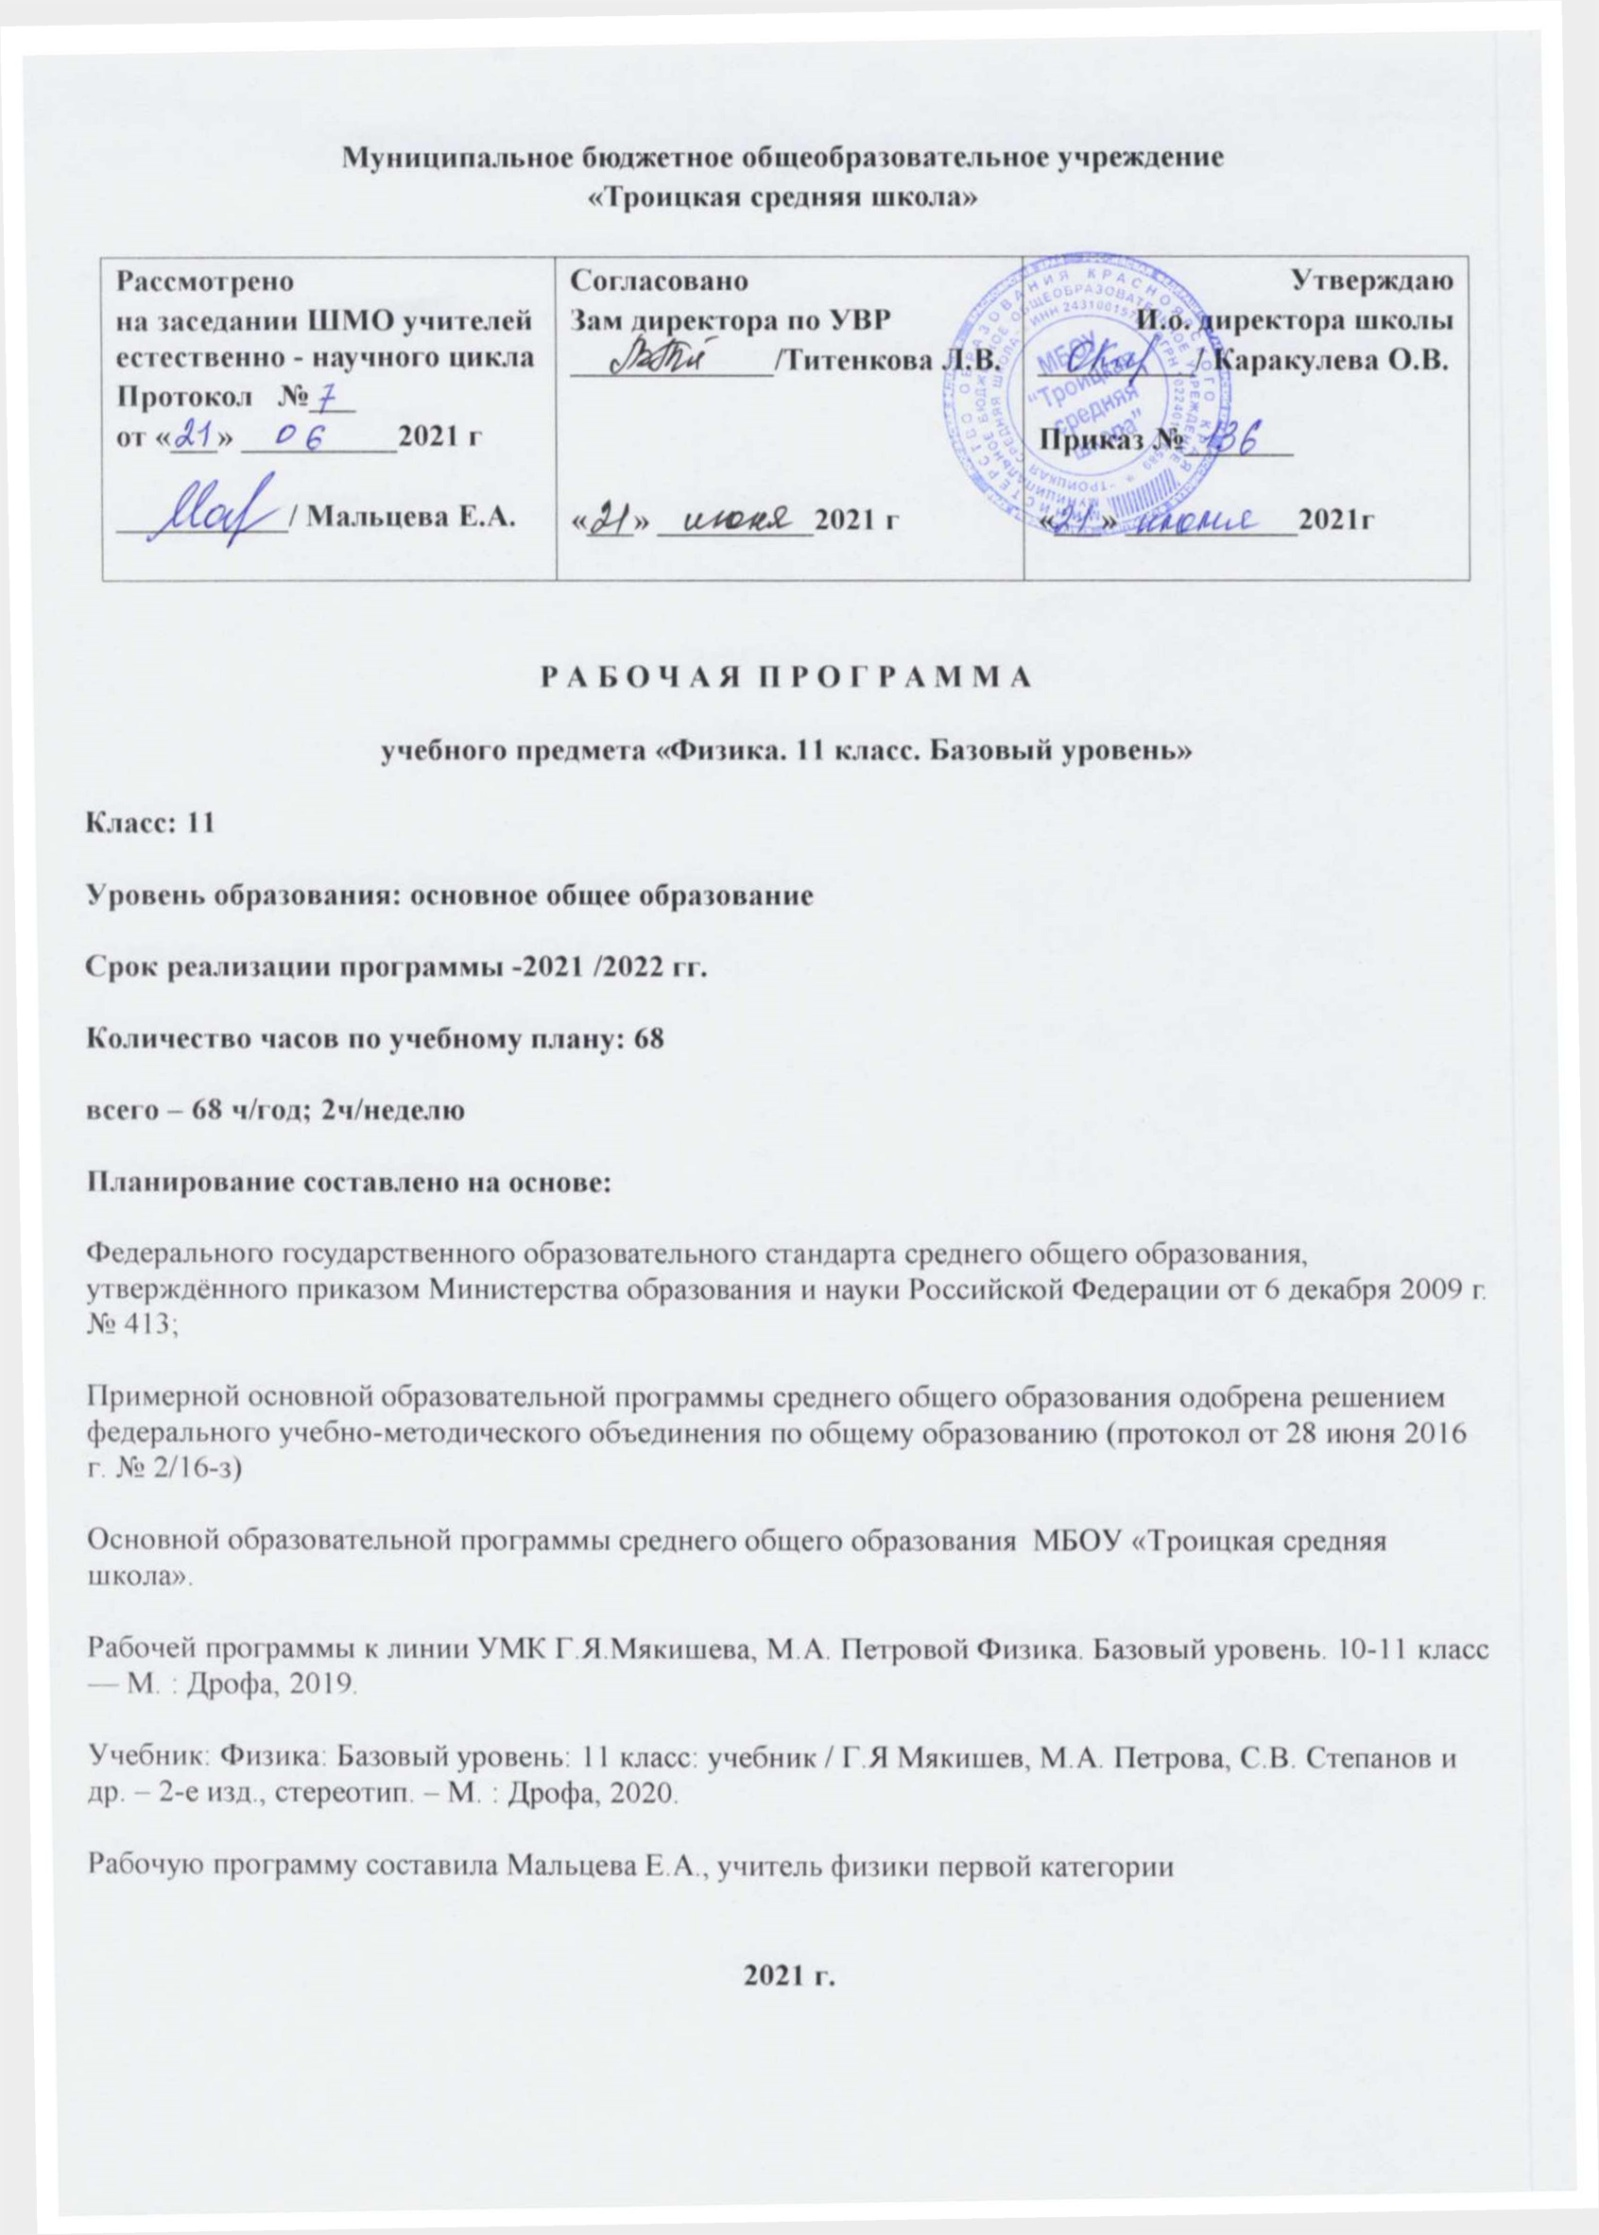 Муниципальное бюджетное общеобразовательное учреждение
«Троицкая средняя школа»
Рассмотрено
на заседании ШМО учителей
естественно - научного цикла
Протокол № 7
от «21» 06 2021 г
/ Мальцева Е.А.
Согласовано
Зам директора по УВР
/Титенкова Л.В.
«21» июня 2021 г
Утверждаю
И.о. директора школы
/ Каракулева О.В.
Приказ № 136
«21» июня 2021г
МБОУ
"Троицкая
средняя
школа"
Р А Б О Ч А Я П Р О Г Р А М М А
учебного предмета «Физика. 11 класс. Базовый уровень»
Класс: 11
Уровень образования: основное общее образование
Срок реализации программы -2021 /2022 гг.
Количество часов по учебному плану: 68
всего – 68 ч/год; 2ч/неделю
Планирование составлено на основе:
Федерального государственного образовательного стандарта среднего общего образования,
утверждённого приказом Министерства образования и науки Российской Федерации от 6 декабря 2009 г.
№ 413;
Примерной основной образовательной программы среднего общего образования одобрена решением
федерального учебно-методического объединения по общему образованию (протокол от 28 июня 2016
г. № 2/16-з)
Основной образовательной программы среднего общего образования МБОУ «Троицкая средняя
школа».
Рабочей программы к линии УМК Г.Я.Мякишева, М.А. Петровой Физика. Базовый уровень. 10-11 класс
— М. : Дрофа, 2019.
Учебник: Физика: Базовый уровень: 11 класс: учебник / Г.Я Мякишев, М.А. Петрова, С.В. Степанов и
др. – 2-е изд., стереотип. – М. : Дрофа, 2020.
Рабочую программу составила Мальцева Е.А., учитель физики первой категории
2021 г.